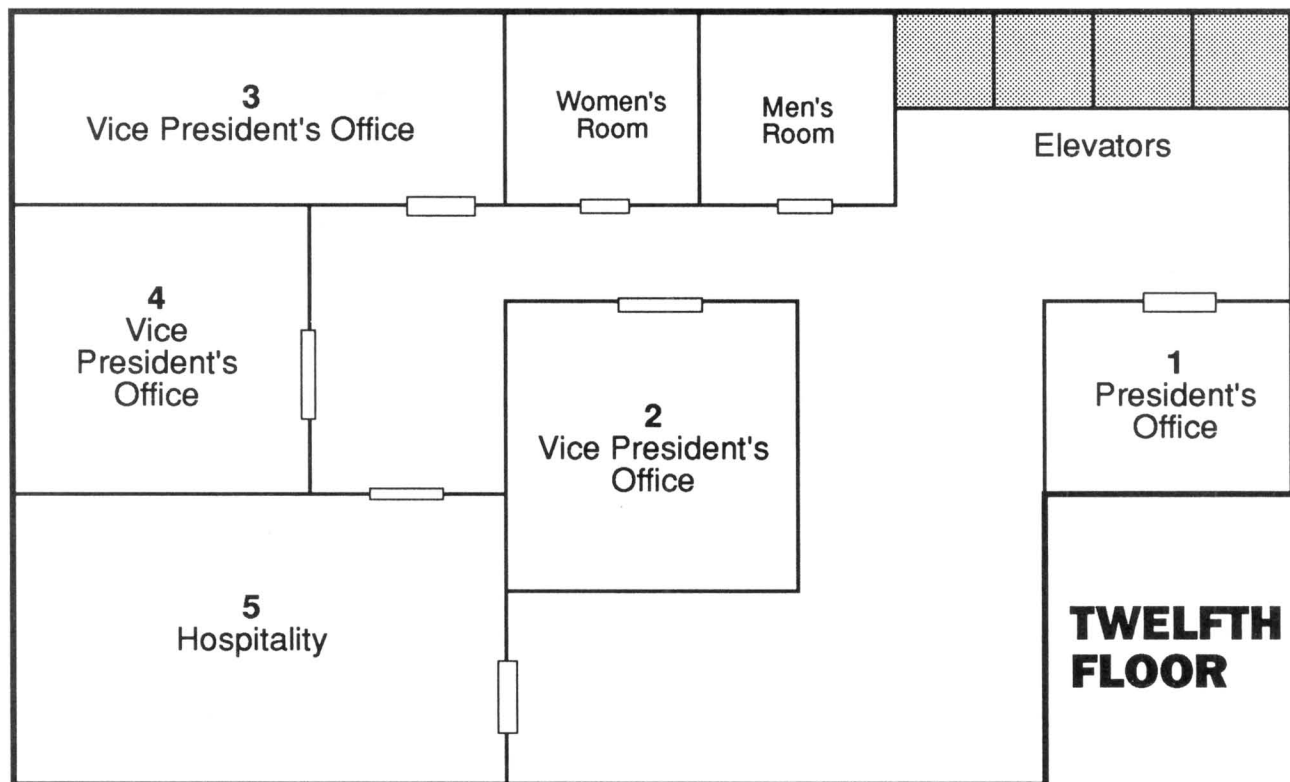 3
Vice President's Office
Women's
Room
Men's
Room
Elevators
4
Vice
President's
Office
2
Vice President's
Office
1
President's
Office
5
Hospitality
TWELFTH
FLOOR